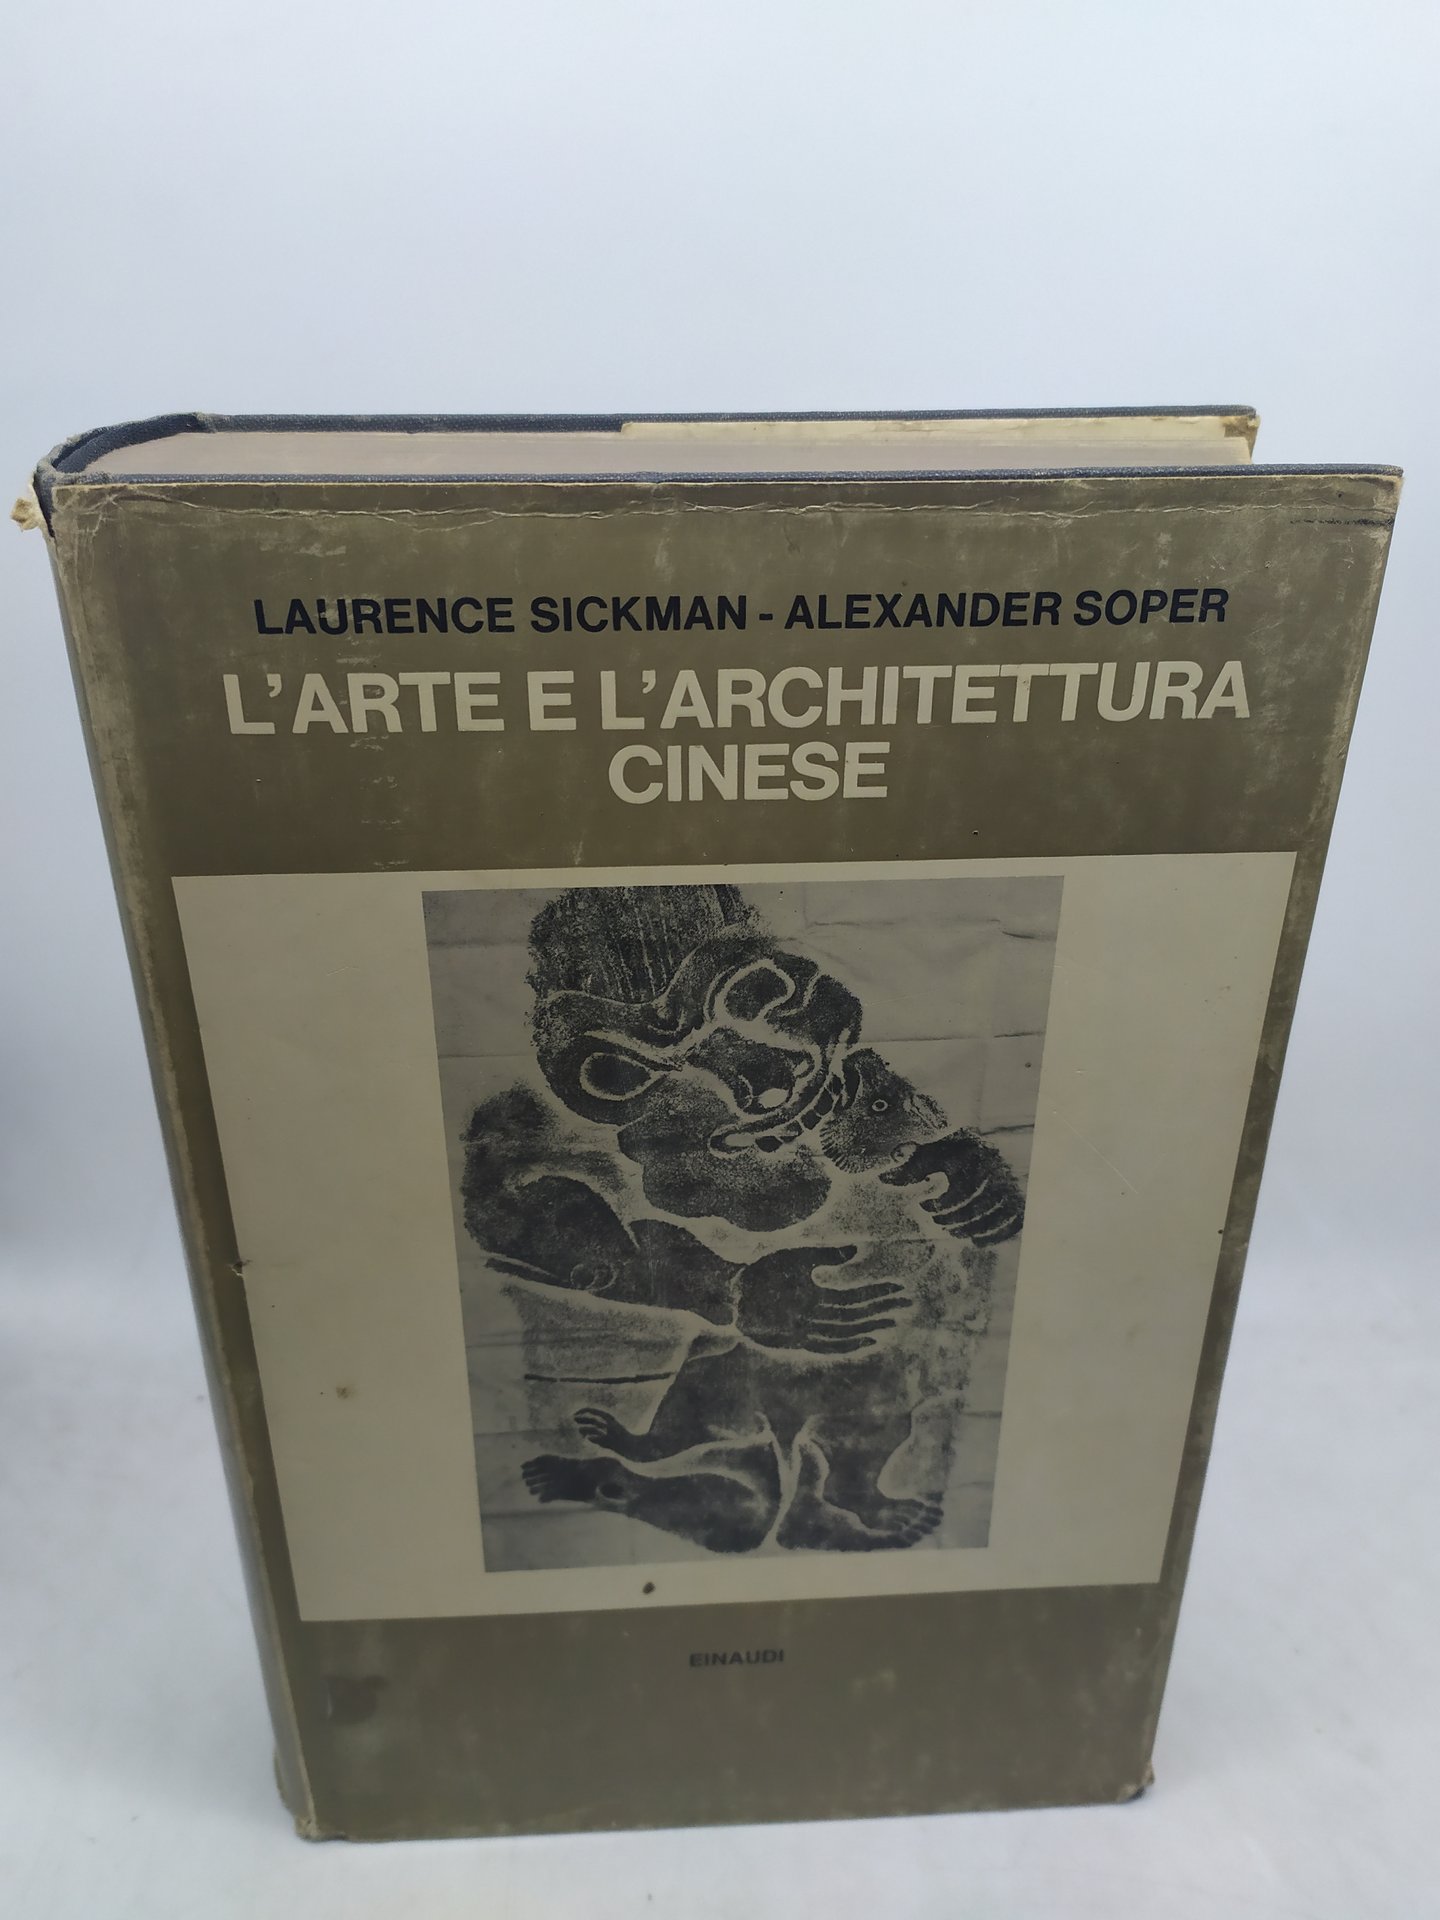 LAURENCE SICKMAN - ALEXANDER SOPER
L'ARTE E L'ARCHITETTURA
CINESE
EINAUDI